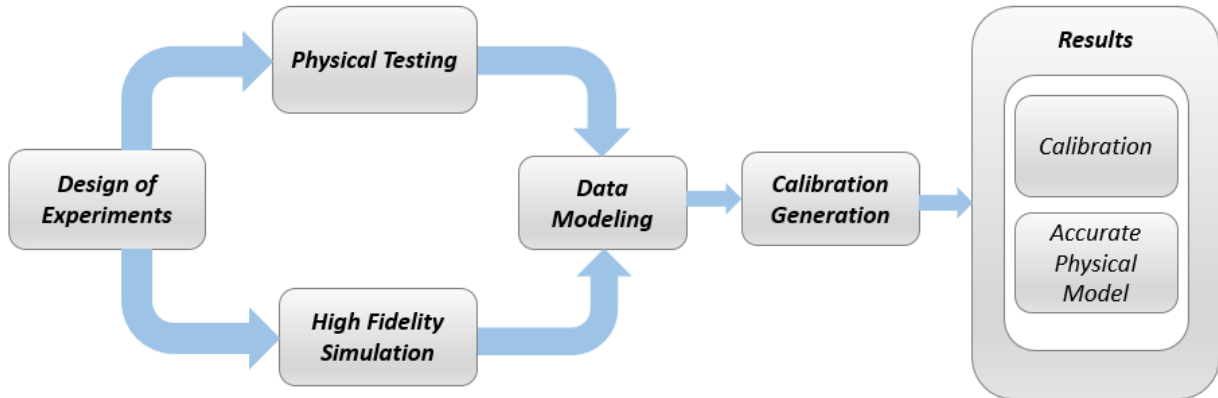 Design of
Experiments
Physical Testing
High Fidelity
Simulation
Data
Modeling
Calibration
Generation
Results
Calibration
Accurate
Physical
Model